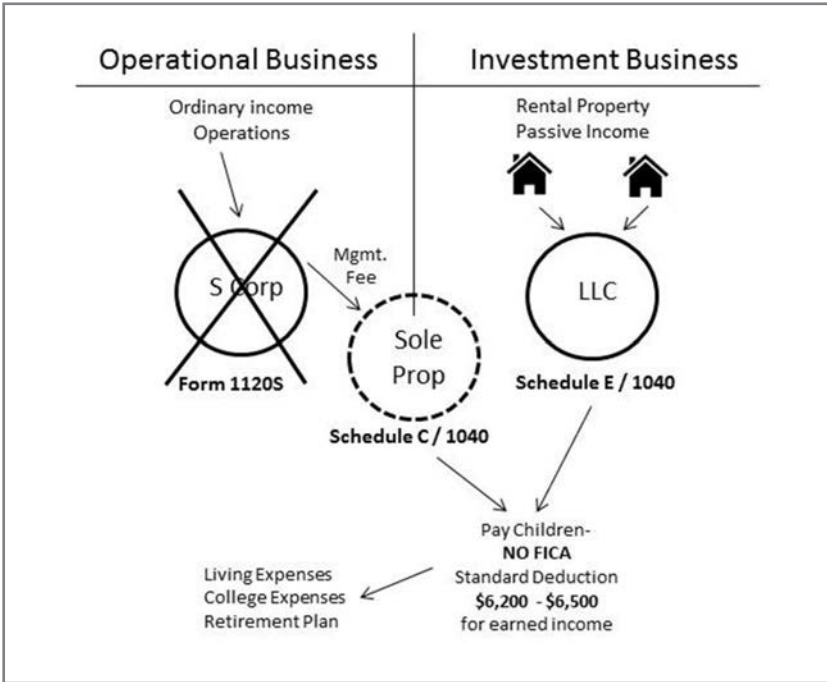 Operational Business
Investment Business
Ordinary income
Operations
Rental Property
Passive Income
S Corp
Mgmt.
Fee
LLC
Form 1120S
Sole
Prop
Schedule E / 1040
Schedule C / 1040
Pay Children-
NO FICA
Standard Deduction
$6,200 - $6,500
for earned income
Living Expenses
College Expenses
Retirement Plan